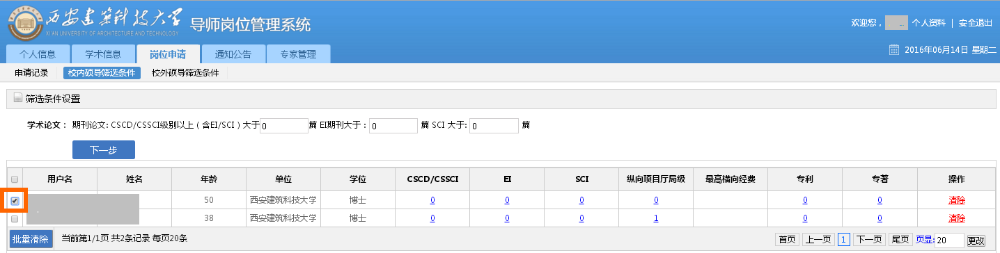 西安建筑科技大学 导师岗位管理系统
XI'AN UNIVERSITY OF ARCHITECTURE AND TECHNOLOGY
欢迎您， 个人资料 | 安全退出
个人信息 学术信息 岗位申请 通知公告 专家管理
2016年06月14日 星期二
申请记录 校内硕导筛选条件 校外硕导筛选条件
筛选条件设置
学术论文： 期刊论文: CSCD/CSSCI级别以上（含EI/SCI）大于 0 篇 EI期刊大于： 0 篇 SCI 大于: 0 篇
下一步
用户名 姓名 年龄 单位 学位 CSCD/CSSCI EI SCI 纵向项目厅局级 最高横向经费 专利 专著 操作
50 西安建筑科技大学 博士 0 0 0 0 0 0 清除
38 西安建筑科技大学 博士 0 0 0 1 0 0 清除
批量清除 当前第1/1页 共2条记录 每页20条 首页 上一页 1 下一页 尾页 页显: 20 更改